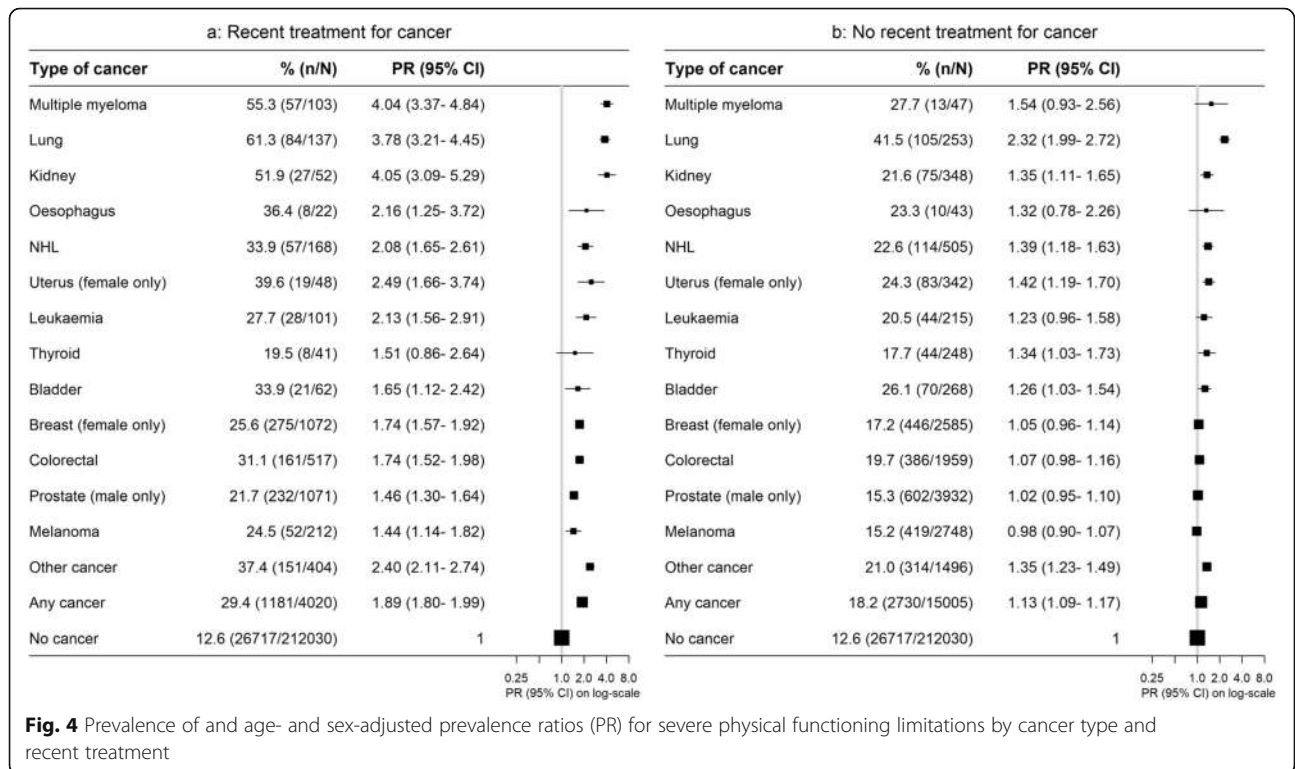 a: Recent treatment for cancer
Type of cancer % (n/N) PR (95% CI)
Multiple myeloma 55.3 (57/103) 4.04 (3.37- 4.84)
Lung 61.3 (84/137) 3.78 (3.21- 4.45)
Kidney 51.9 (27/52) 4.05 (3.09- 5.29)
Oesophagus 36.4 (8/22) 2.16 (1.25- 3.72)
NHL 33.9 (57/168) 2.08 (1.65- 2.61)
Uterus (female only) 39.6 (19/48) 2.49 (1.66- 3.74)
Leukaemia 27.7 (28/101) 2.13 (1.56- 2.91)
Thyroid 19.5 (8/41) 1.51 (0.86- 2.64)
Bladder 33.9 (21/62) 1.65 (1.12- 2.42)
Breast (female only) 25.6 (275/1072) 1.74 (1.57- 1.92)
Colorectal 31.1 (161/517) 1.74 (1.52- 1.98)
Prostate (male only) 21.7 (232/1071) 1.46 (1.30- 1.64)
Melanoma 24.5 (52/212) 1.44 (1.14- 1.82)
Other cancer 37.4 (151/404) 2.40 (2.11- 2.74)
Any cancer 29.4 (1181/4020) 1.89 (1.80- 1.99)
No cancer 12.6 (26717/212030) 1
0.25 1.0 2.0 4.0 8.0
PR (95% CI) on log-scale
b: No recent treatment for cancer
Type of cancer % (n/N) PR (95% CI)
Multiple myeloma 27.7 (13/47) 1.54 (0.93- 2.56)
Lung 41.5 (105/253) 2.32 (1.99- 2.72)
Kidney 21.6 (75/348) 1.35 (1.11- 1.65)
Oesophagus 23.3 (10/43) 1.32 (0.78- 2.26)
NHL 22.6 (114/505) 1.39 (1.18- 1.63)
Uterus (female only) 24.3 (83/342) 1.42 (1.19- 1.70)
Leukaemia 20.5 (44/215) 1.23 (0.96- 1.58)
Thyroid 17.7 (44/248) 1.34 (1.03- 1.73)
Bladder 26.1 (70/268) 1.26 (1.03- 1.54)
Breast (female only) 17.2 (446/2585) 1.05 (0.96- 1.14)
Colorectal 19.7 (386/1959) 1.07 (0.98- 1.16)
Prostate (male only) 15.3 (602/3932) 1.02 (0.95- 1.10)
Melanoma 15.2 (419/2748) 0.98 (0.90- 1.07)
Other cancer 21.0 (314/1496) 1.35 (1.23- 1.49)
Any cancer 18.2 (2730/15005) 1.13 (1.09- 1.17)
No cancer 12.6 (26717/212030) 1
0.25 1.0 2.0 4.0 8.0
PR (95% CI) on log-scale
Fig. 4 Prevalence of and age- and sex-adjusted prevalence ratios (PR) for severe physical functioning limitations by cancer type and
recent treatment